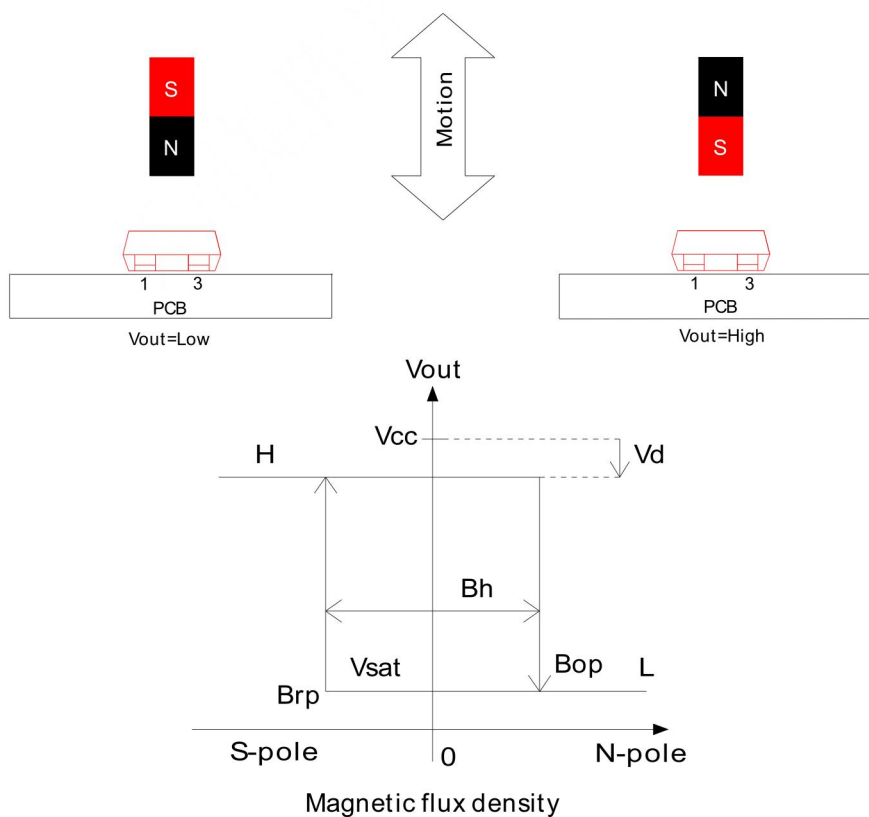 S
N
Motion
N
S
1 3
PCB
Vout=Low
1 3
PCB
Vout=High
Vout
Vcc
H
Vd
Bh
Vsat
Bop
L
Brp
S-pole
0
N-pole
Magnetic flux density